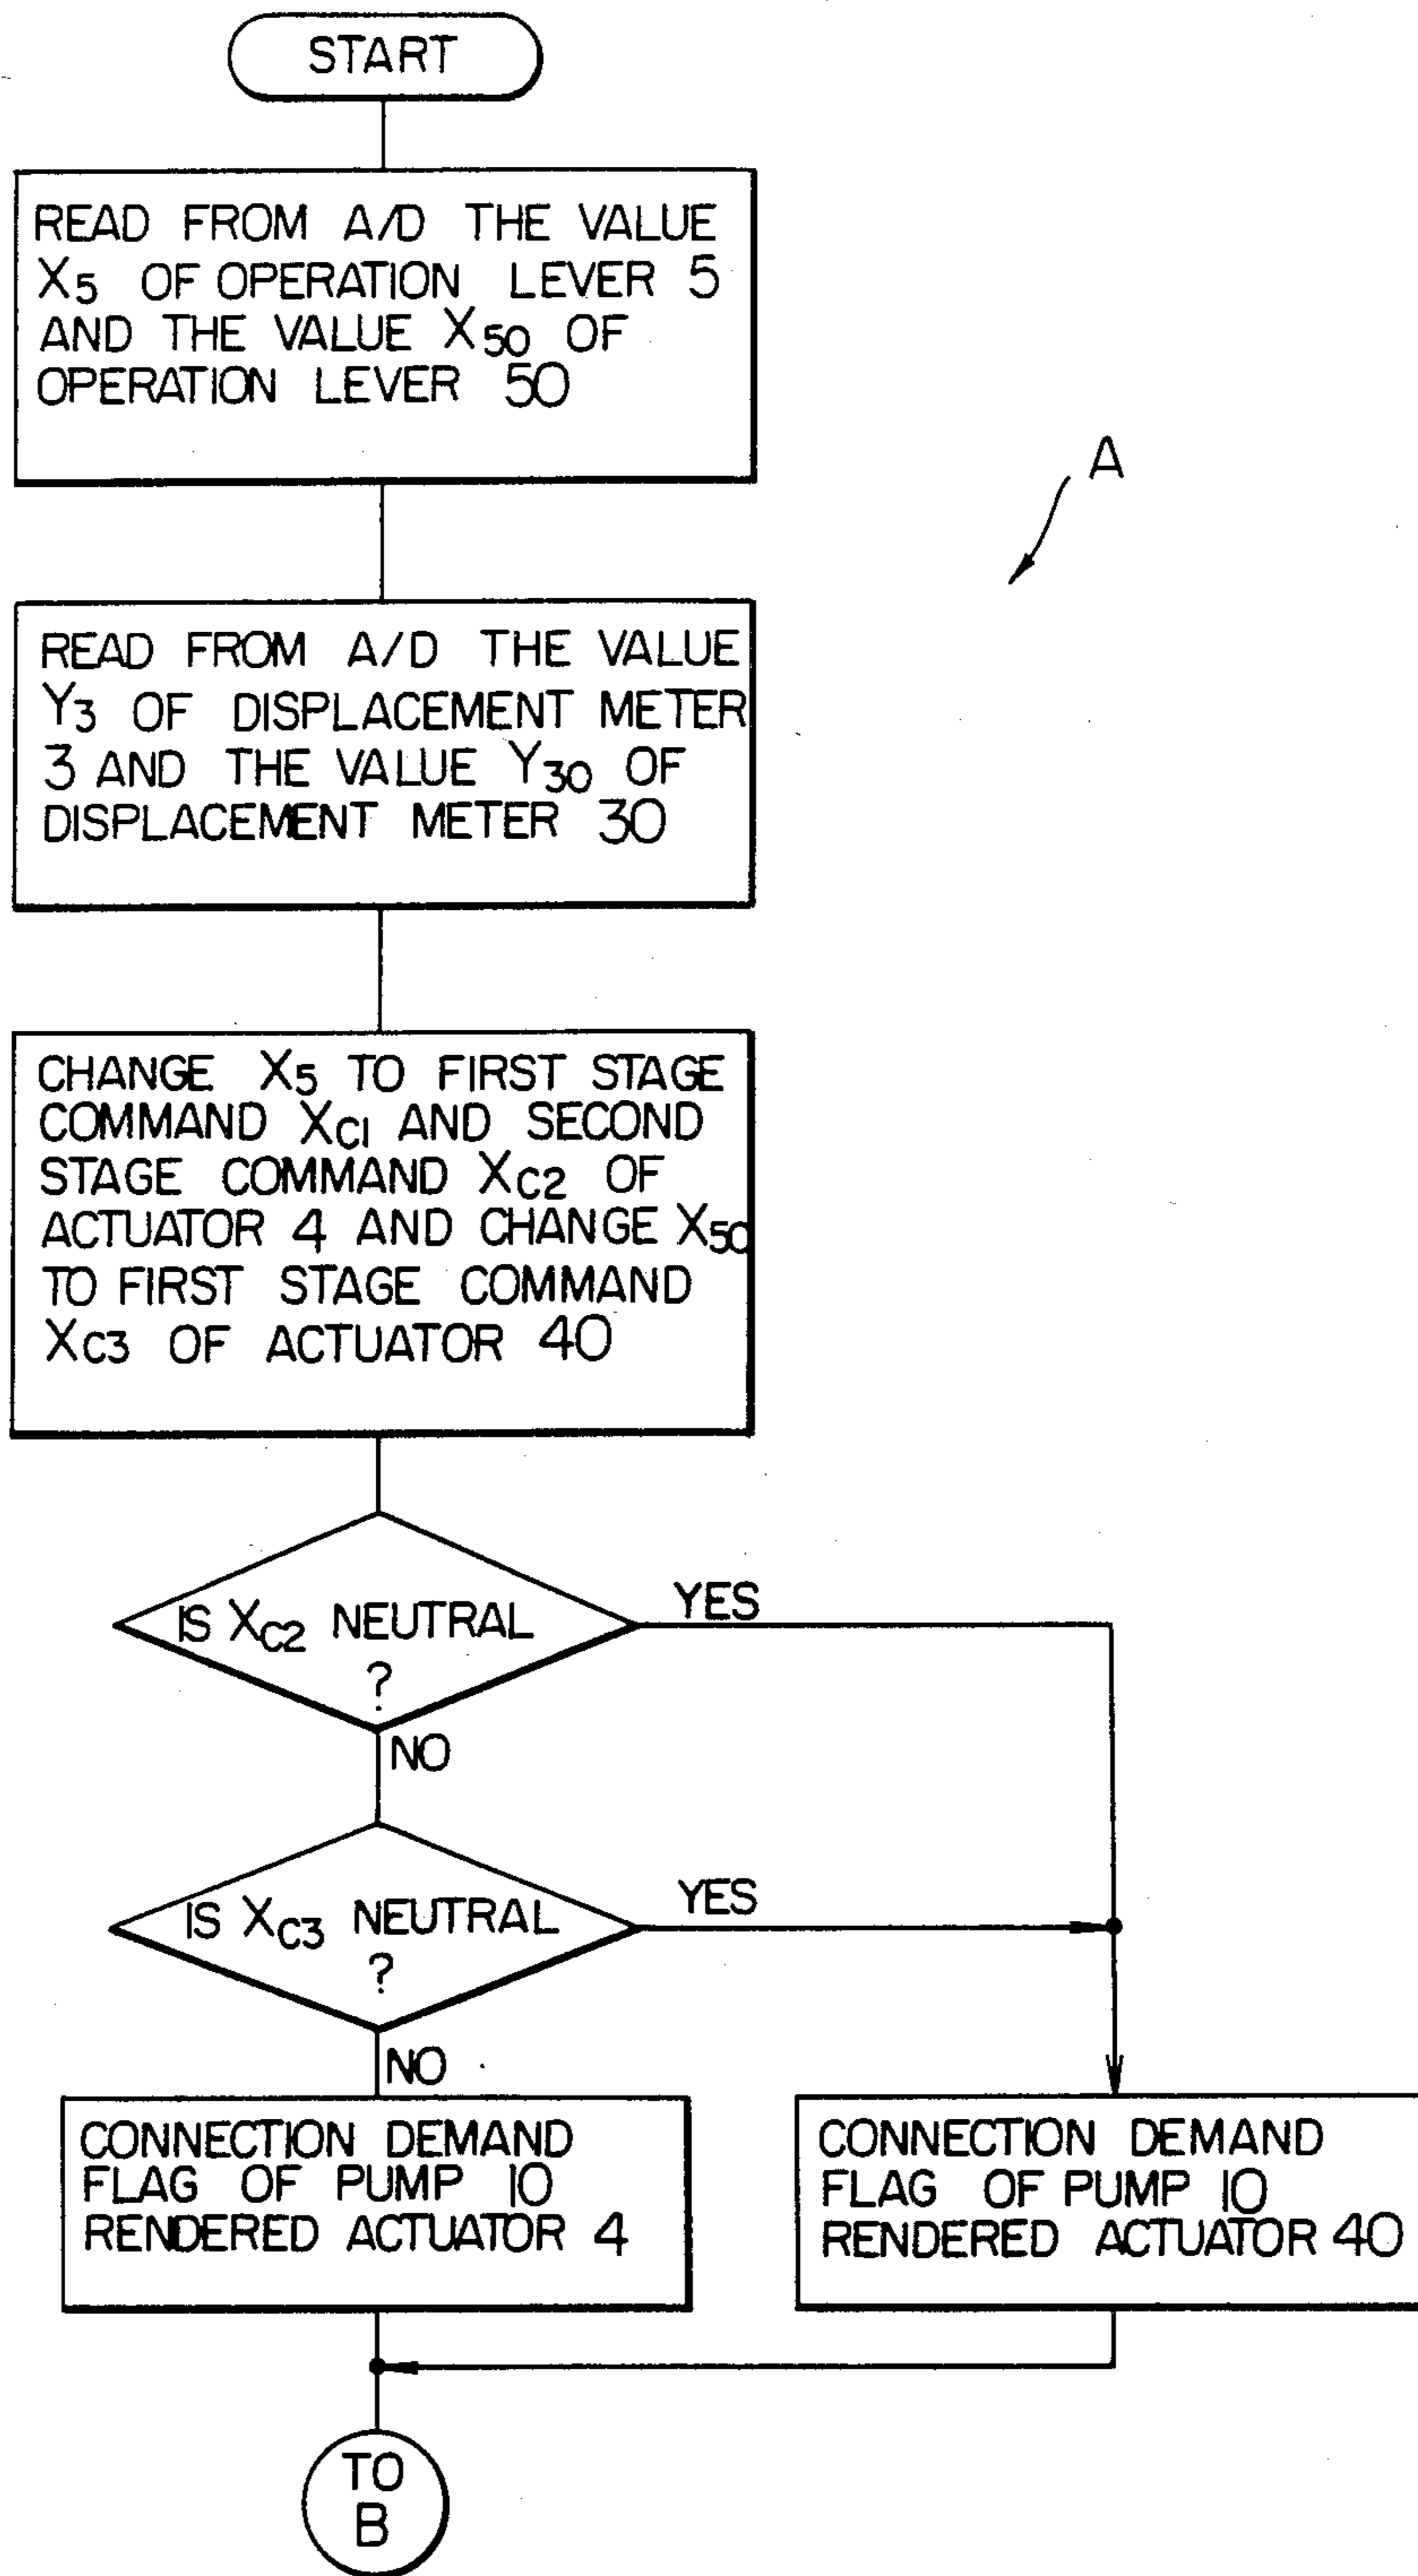 START
READ FROM A/D THE VALUE
X5 OF OPERATION LEVER 5
AND THE VALUE X50 OF
OPERATION LEVER 50
A
READ FROM A/D THE VALUE
Y3 OF DISPLACEMENT METER
3 AND THE VALUE Y30 OF
DISPLACEMENT METER 30
CHANGE X5 TO FIRST STAGE
COMMAND XC1 AND SECOND
STAGE COMMAND XC2 OF
ACTUATOR 4 AND CHANGE X50
TO FIRST STAGE COMMAND
XC3 OF ACTUATOR 40
IS XC2 NEUTRAL
?
YES
NO
IS XC3 NEUTRAL
?
YES
NO
CONNECTION DEMAND
FLAG OF PUMP 10
RENDERED ACTUATOR 4
CONNECTION DEMAND
FLAG OF PUMP 10
RENDERED ACTUATOR 40
TO
B